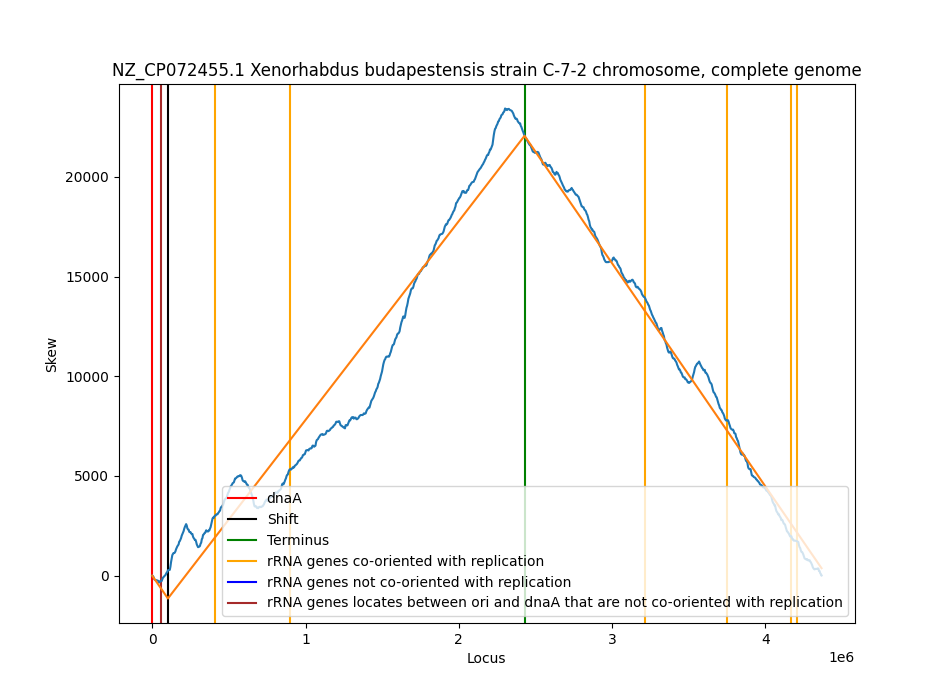 NZ_CP072455.1 Xenorhabdus budapestensis strain C-7-2 chromosome, complete genome
Skew
20000
15000
10000
5000
0
dnaA
Shift
Terminus
rRNA genes co-oriented with replication
rRNA genes not co-oriented with replication
rRNA genes locates between ori and dnaA that are not co-oriented with replication
0 1 2 3 4
1e6
Locus